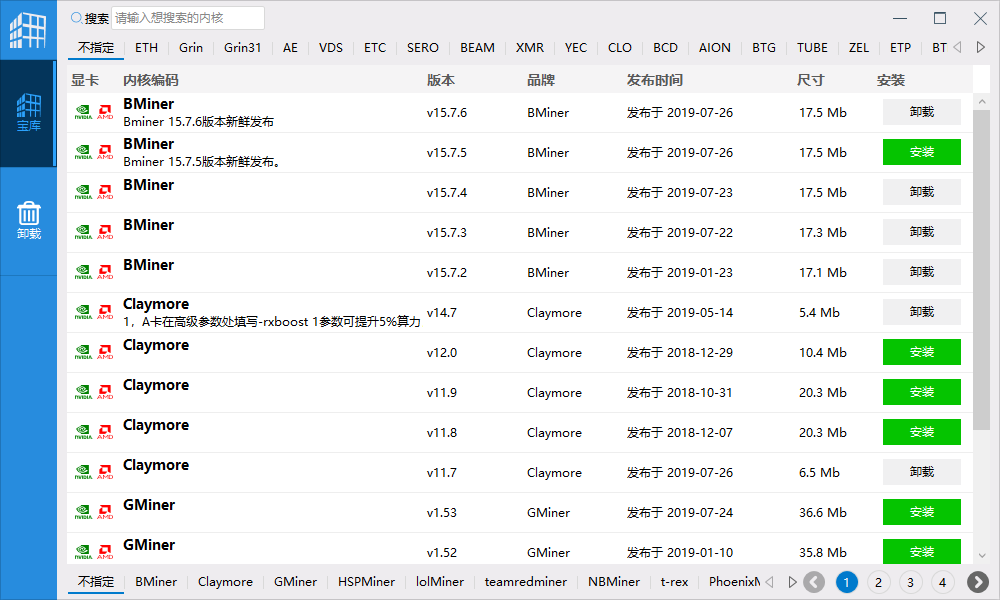 搜索 请输入想搜索的内核
不指定 ETH Grin Grin31 AE VDS ETC SERO BEAM XMR YEC CLO BCD AION BTG TUBE ZEL ETP BT
宝库
卸载
显卡 内核编码 版本 品牌 发布时间 尺寸 安装
NVIDIA AMD BMiner v15.7.6 BMiner 发布于 2019-07-26 17.5 Mb 卸载
Bminer 15.7.6版本新鲜发布
NVIDIA AMD BMiner v15.7.5 BMiner 发布于 2019-07-26 17.5 Mb 安装
Bminer 15.7.5版本新鲜发布。
NVIDIA AMD BMiner v15.7.4 BMiner 发布于 2019-07-23 17.5 Mb 卸载
NVIDIA AMD BMiner v15.7.3 BMiner 发布于 2019-07-22 17.3 Mb 卸载
NVIDIA AMD BMiner v15.7.2 BMiner 发布于 2019-01-23 17.1 Mb 卸载
NVIDIA AMD Claymore v14.7 Claymore 发布于 2019-05-14 5.4 Mb 卸载
1，A卡在高级参数处填写-rxboost 1参数可提升5%算力
NVIDIA AMD Claymore v12.0 Claymore 发布于 2018-12-29 10.4 Mb 安装
NVIDIA AMD Claymore v11.9 Claymore 发布于 2018-10-31 20.3 Mb 安装
NVIDIA AMD Claymore v11.8 Claymore 发布于 2018-12-07 20.3 Mb 安装
NVIDIA AMD Claymore v11.7 Claymore 发布于 2019-07-26 6.5 Mb 卸载
NVIDIA AMD GMiner v1.53 GMiner 发布于 2019-07-24 36.6 Mb 安装
NVIDIA AMD GMiner v1.52 GMiner 发布于 2019-01-10 35.8 Mb 安装
不指定 BMiner Claymore GMiner HSPMiner lolMiner teamredminer NBMiner t-rex PhoenixM 1 2 3 4